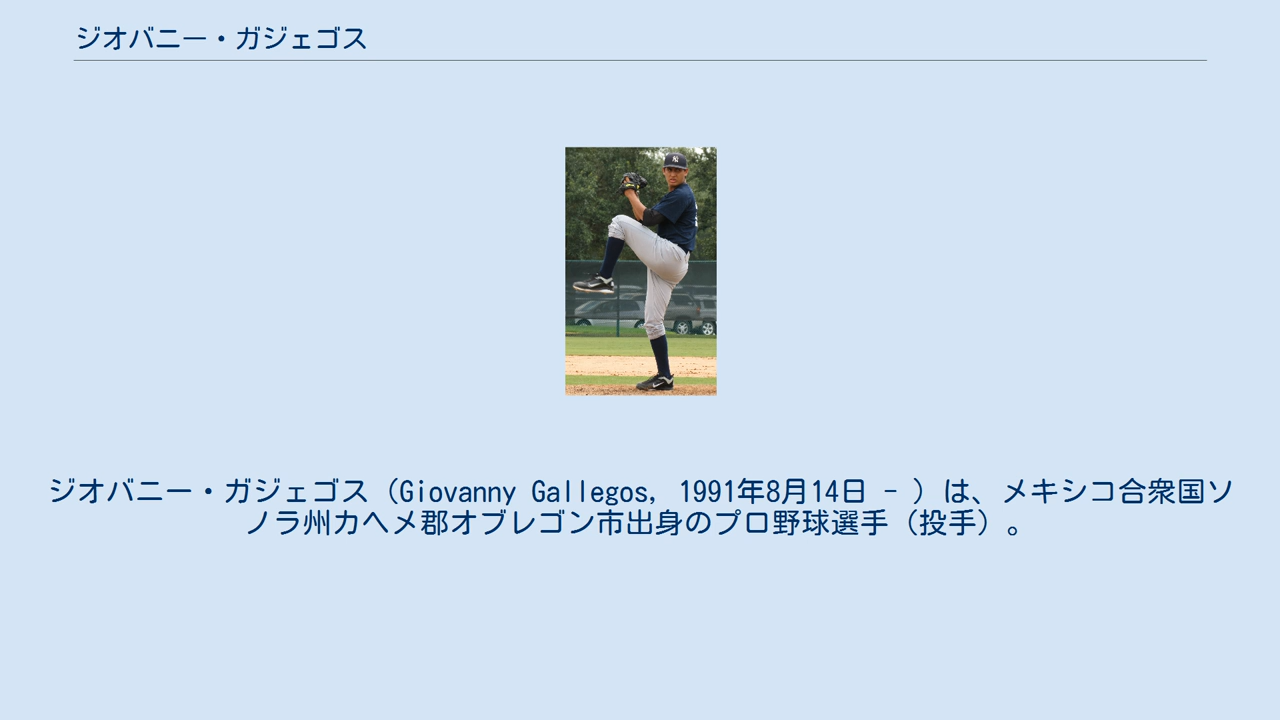 ジオバニー・ガジェゴス
ジオバニー・ガジェゴス（Giovanny Gallegos, 1991年8月14日 - ）は、メキシコ合衆国ソ
ノラ州カヘメ郡オブレゴン市出身のプロ野球選手（投手）。